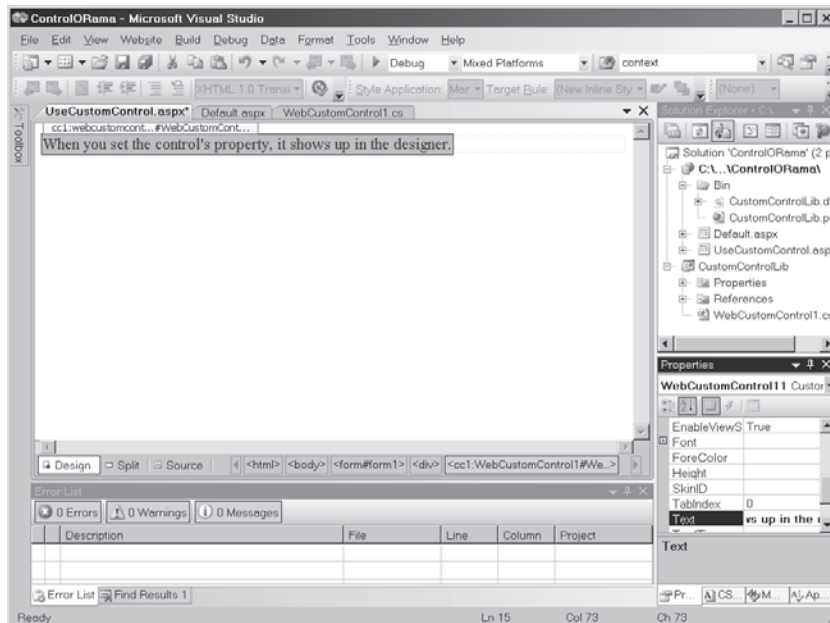 ControlORama - Microsoft Visual Studio
File Edit View Website Build Debug Data Format Tools Window Help
Debug Mixed Platforms context
XHTML 1.0 Transi Style Application: Target Rule: (New Inline Sty (None)
UseCustomControl.aspx* Default.aspx WebCustomControl1.cs
Toolbox
cc1:webcustomcont...#WebCustomCont...
When you set the control's property, it shows up in the designer.
Design Split Source <html> <body> <form#form1> <div> <cc1:WebCustomControl1#We...>
Error List
0 Errors 0 Warnings 0 Messages
Description File Line Column Project
Error List Find Results 1
Ready Ln 15 Col 73 Ch 73
Solution Explorer - C:\
Solution 'ControlORama' (2 p
C:\...\ControlORama\
Bin
CustomControlLib.d
CustomControlLib.p
Default.aspx
UseCustomControl.asp
CustomControlLib
Properties
References
WebCustomControl1.cs
Properties
WebCustomControl11 Custor
EnableViewS True
Font
ForeColor
Height
SkinID
TabIndex 0
Text vs up in the
Text
Pr... CS... M... Ap...